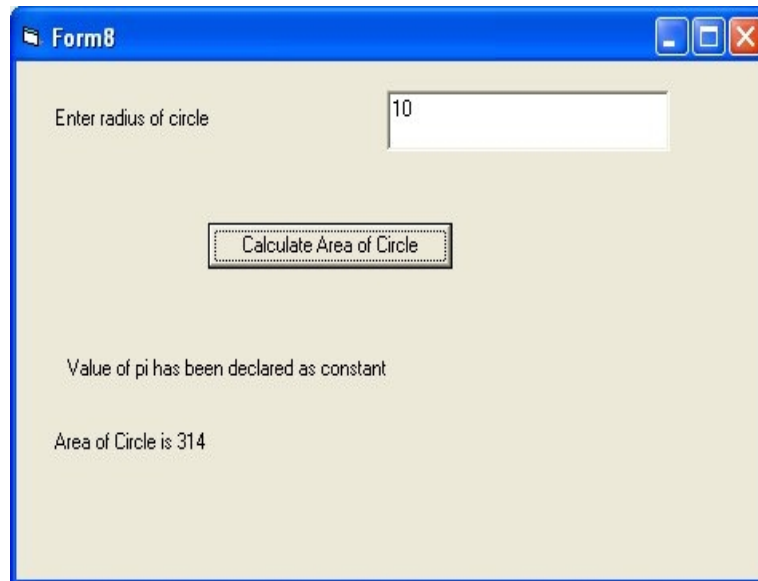 Form8
Enter radius of circle
10
Calculate Area of Circle
Value of pi has been declared as constant
Area of Circle is 314